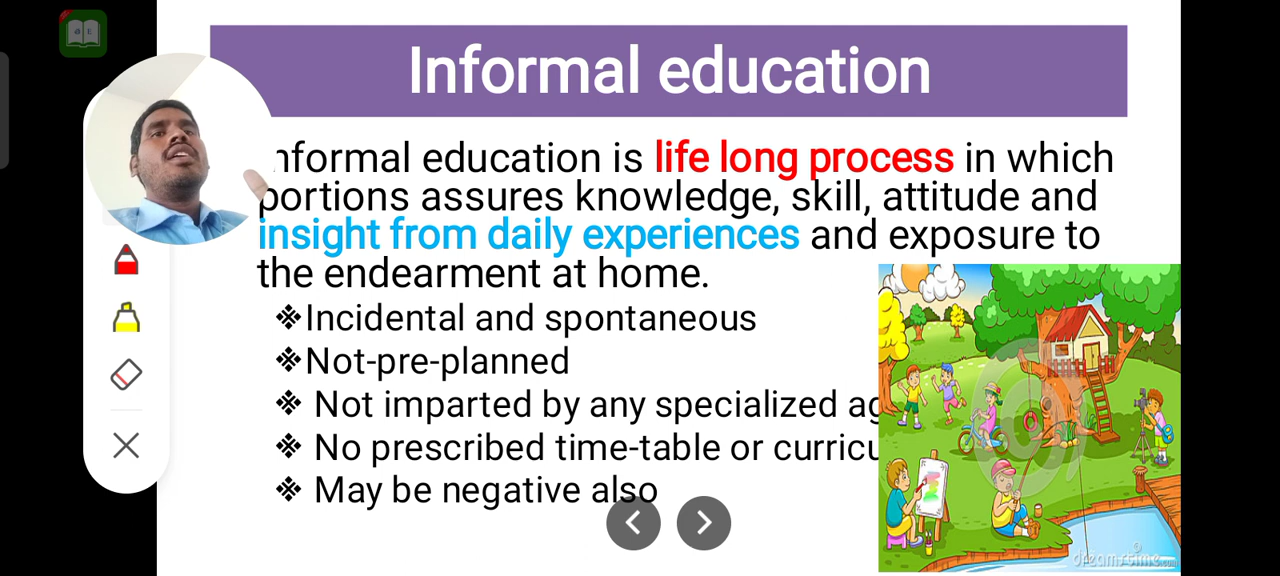 Informal education
nformal education is life long process in which
portions assures knowledge, skill, attitude and
insight from daily experiences and exposure to
the endearment at home.
❖Incidental and spontaneous
❖Not-pre-planned
❖ Not imparted by any specialized ag
❖ No prescribed time-table or curricu
❖ May be negative also
dreamstime.com